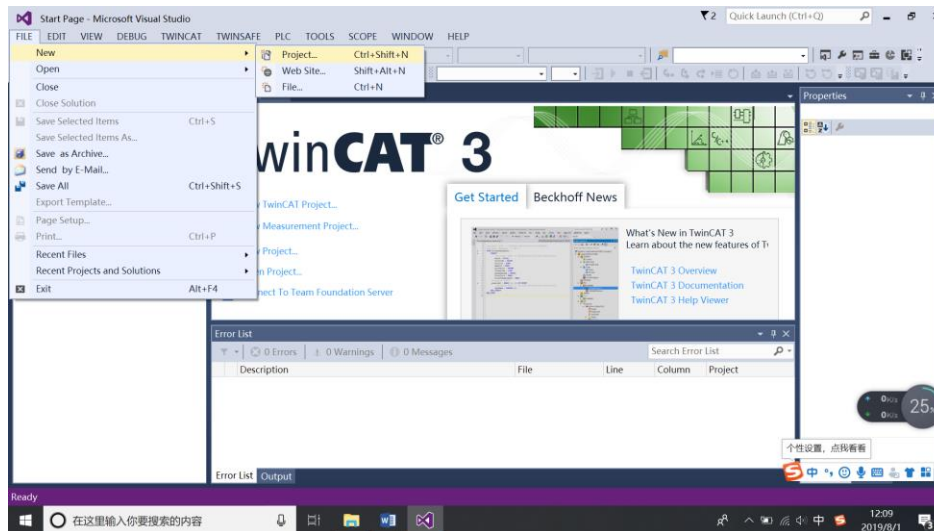 Start Page - Microsoft Visual Studio
2
Quick Launch (Ctrl+Q)
FILE EDIT VIEW DEBUG TWINCAT TWINSAFE PLC TOOLS SCOPE WINDOW HELP
New
Project... Ctrl+Shift+N
Open
Web Site... Shift+Alt+N
Close
File... Ctrl+N
Close Solution
Save Selected Items Ctrl+S
Save Selected Items As...
Save as Archive...
Send by E-Mail...
Save All Ctrl+Shift+S
Export Template...
Page Setup...
Print... Ctrl+P
Recent Files
Recent Projects and Solutions
Exit Alt+F4
Properties
winCAT® 3
TwinCAT Project...
Measurement Project...
Project...
Project...
To Team Foundation Server
Get Started Beckhoff News
What's New in TwinCAT 3
Learn about the new features of
TwinCAT 3 Overview
TwinCAT 3 Documentation
TwinCAT 3 Help Viewer
Error List
0 Errors 0 Warnings 0 Messages
Search Error List
Description File Line Column Project
25
个性设置，点我看看
Error List Output
中
Ready
在这里输入你要搜索的内容
中
12:09
2019/8/1